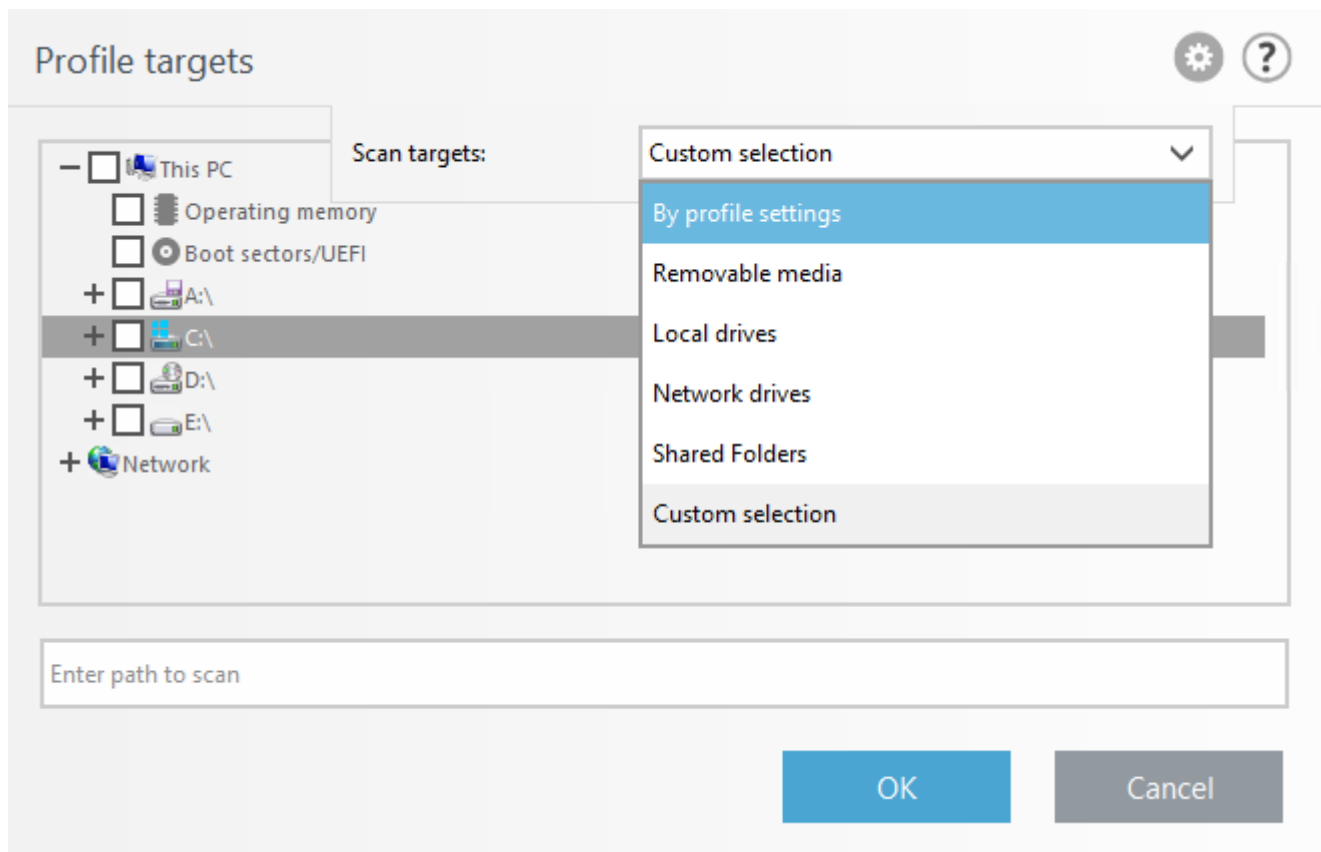 Profile targets
?
Scan targets:
Custom selection
This PC
Operating memory
Boot sectors/UEFI
A:\
C:\
D:\
E:\
Network
By profile settings
Removable media
Local drives
Network drives
Shared Folders
Custom selection
Enter path to scan
OK
Cancel